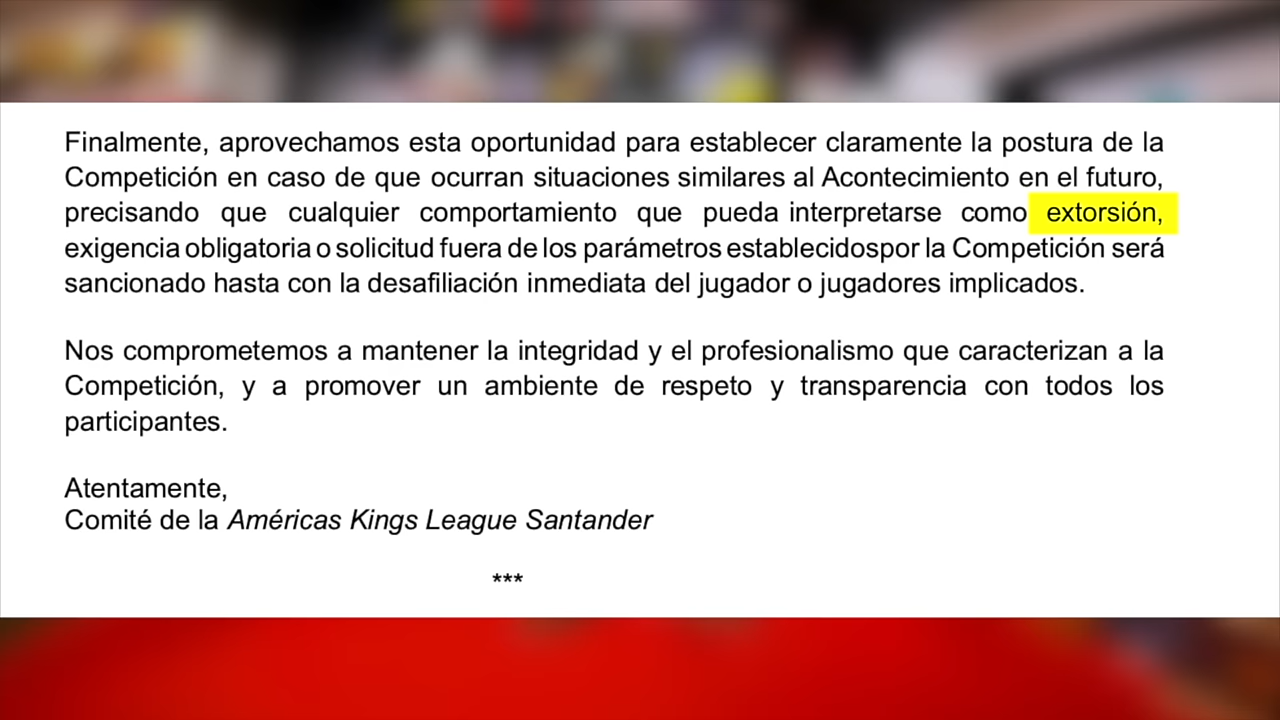 Finalmente, aprovechamos esta oportunidad para establecer claramente la postura de la
Competición en caso de que ocurran situaciones similares al Acontecimiento en el futuro,
precisando que cualquier comportamiento que pueda interpretarse como extorsión,
exigencia obligatoria o solicitud fuera de los parámetros establecidospor la Competición será
sancionado hasta con la desafiliación inmediata del jugador o jugadores implicados.
Nos comprometemos a mantener la integridad y el profesionalismo que caracterizan a la
Competición, y a promover un ambiente de respeto y transparencia con todos los
participantes.
Atentamente,
Comité de la Américas Kings League Santander
***